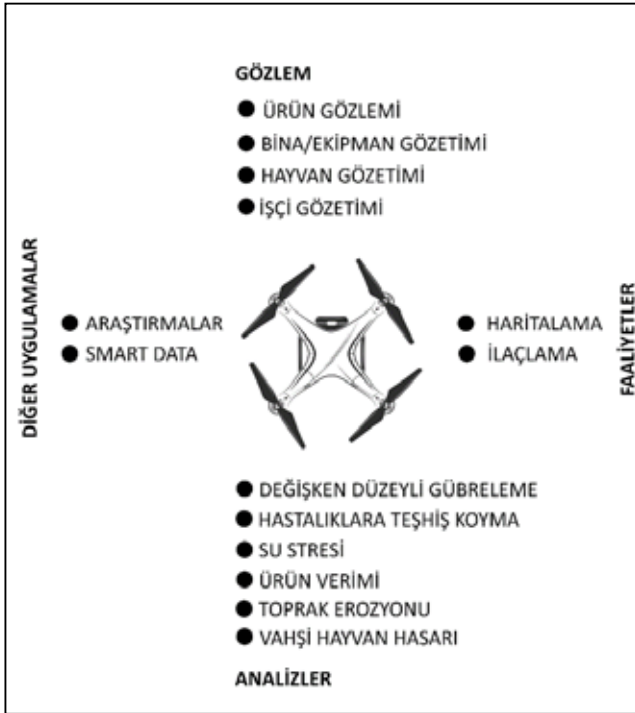 GÖZLEM
● ÜRÜN GÖZLEMİ
● BİNA/EKİPMAN GÖZETİMİ
● HAYVAN GÖZETİMİ
● İŞÇİ GÖZETİMİ
DİĞER UYGULAMALAR
● ARAŞTIRMALAR
● SMART DATA
● HARİTALAMA
● İLAÇLAMA
FAALİYETLER
● DEĞİŞKEN DÜZEYLİ GÜBRELEME
● HASTALIKLARA TEŞHİŞ KOYMA
● SU STRESİ
● ÜRÜN VERİMİ
● TOPRAK EROZYONU
● VAHŞİ HAYVAN HASARI
ANALİZLER